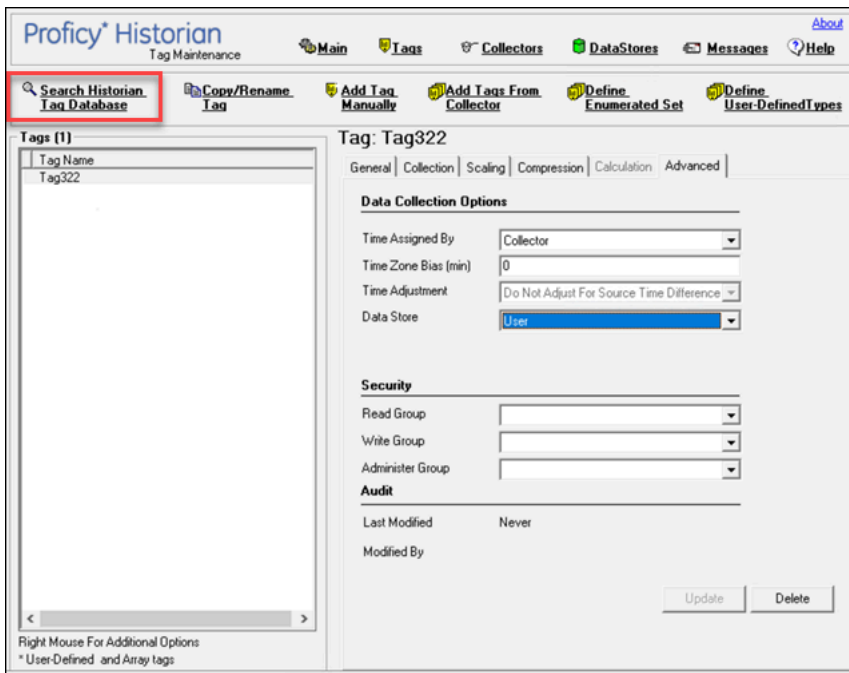 Proficy* Historian
Tag Maintenance
Main
Tags
Collectors
DataStores
Messages
About
Help
Search Historian
Tag Database
Copy/Rename
Tag
Add Tag
Manually
Add Tags From
Collector
Define
Enumerated Set
Define
User-DefinedTypes
Tags (1)
Tag Name
Tag322
Right Mouse For Additional Options
* User-Defined and Array tags
Tag: Tag322
General Collection Scaling Compression Calculation Advanced
Data Collection Options
Time Assigned By Collector
Time Zone Bias (min) 0
Time Adjustment Do Not Adjust For Source Time Difference
Data Store User
Security
Read Group
Write Group
Administer Group
Audit
Last Modified Never
Modified By
Update Delete